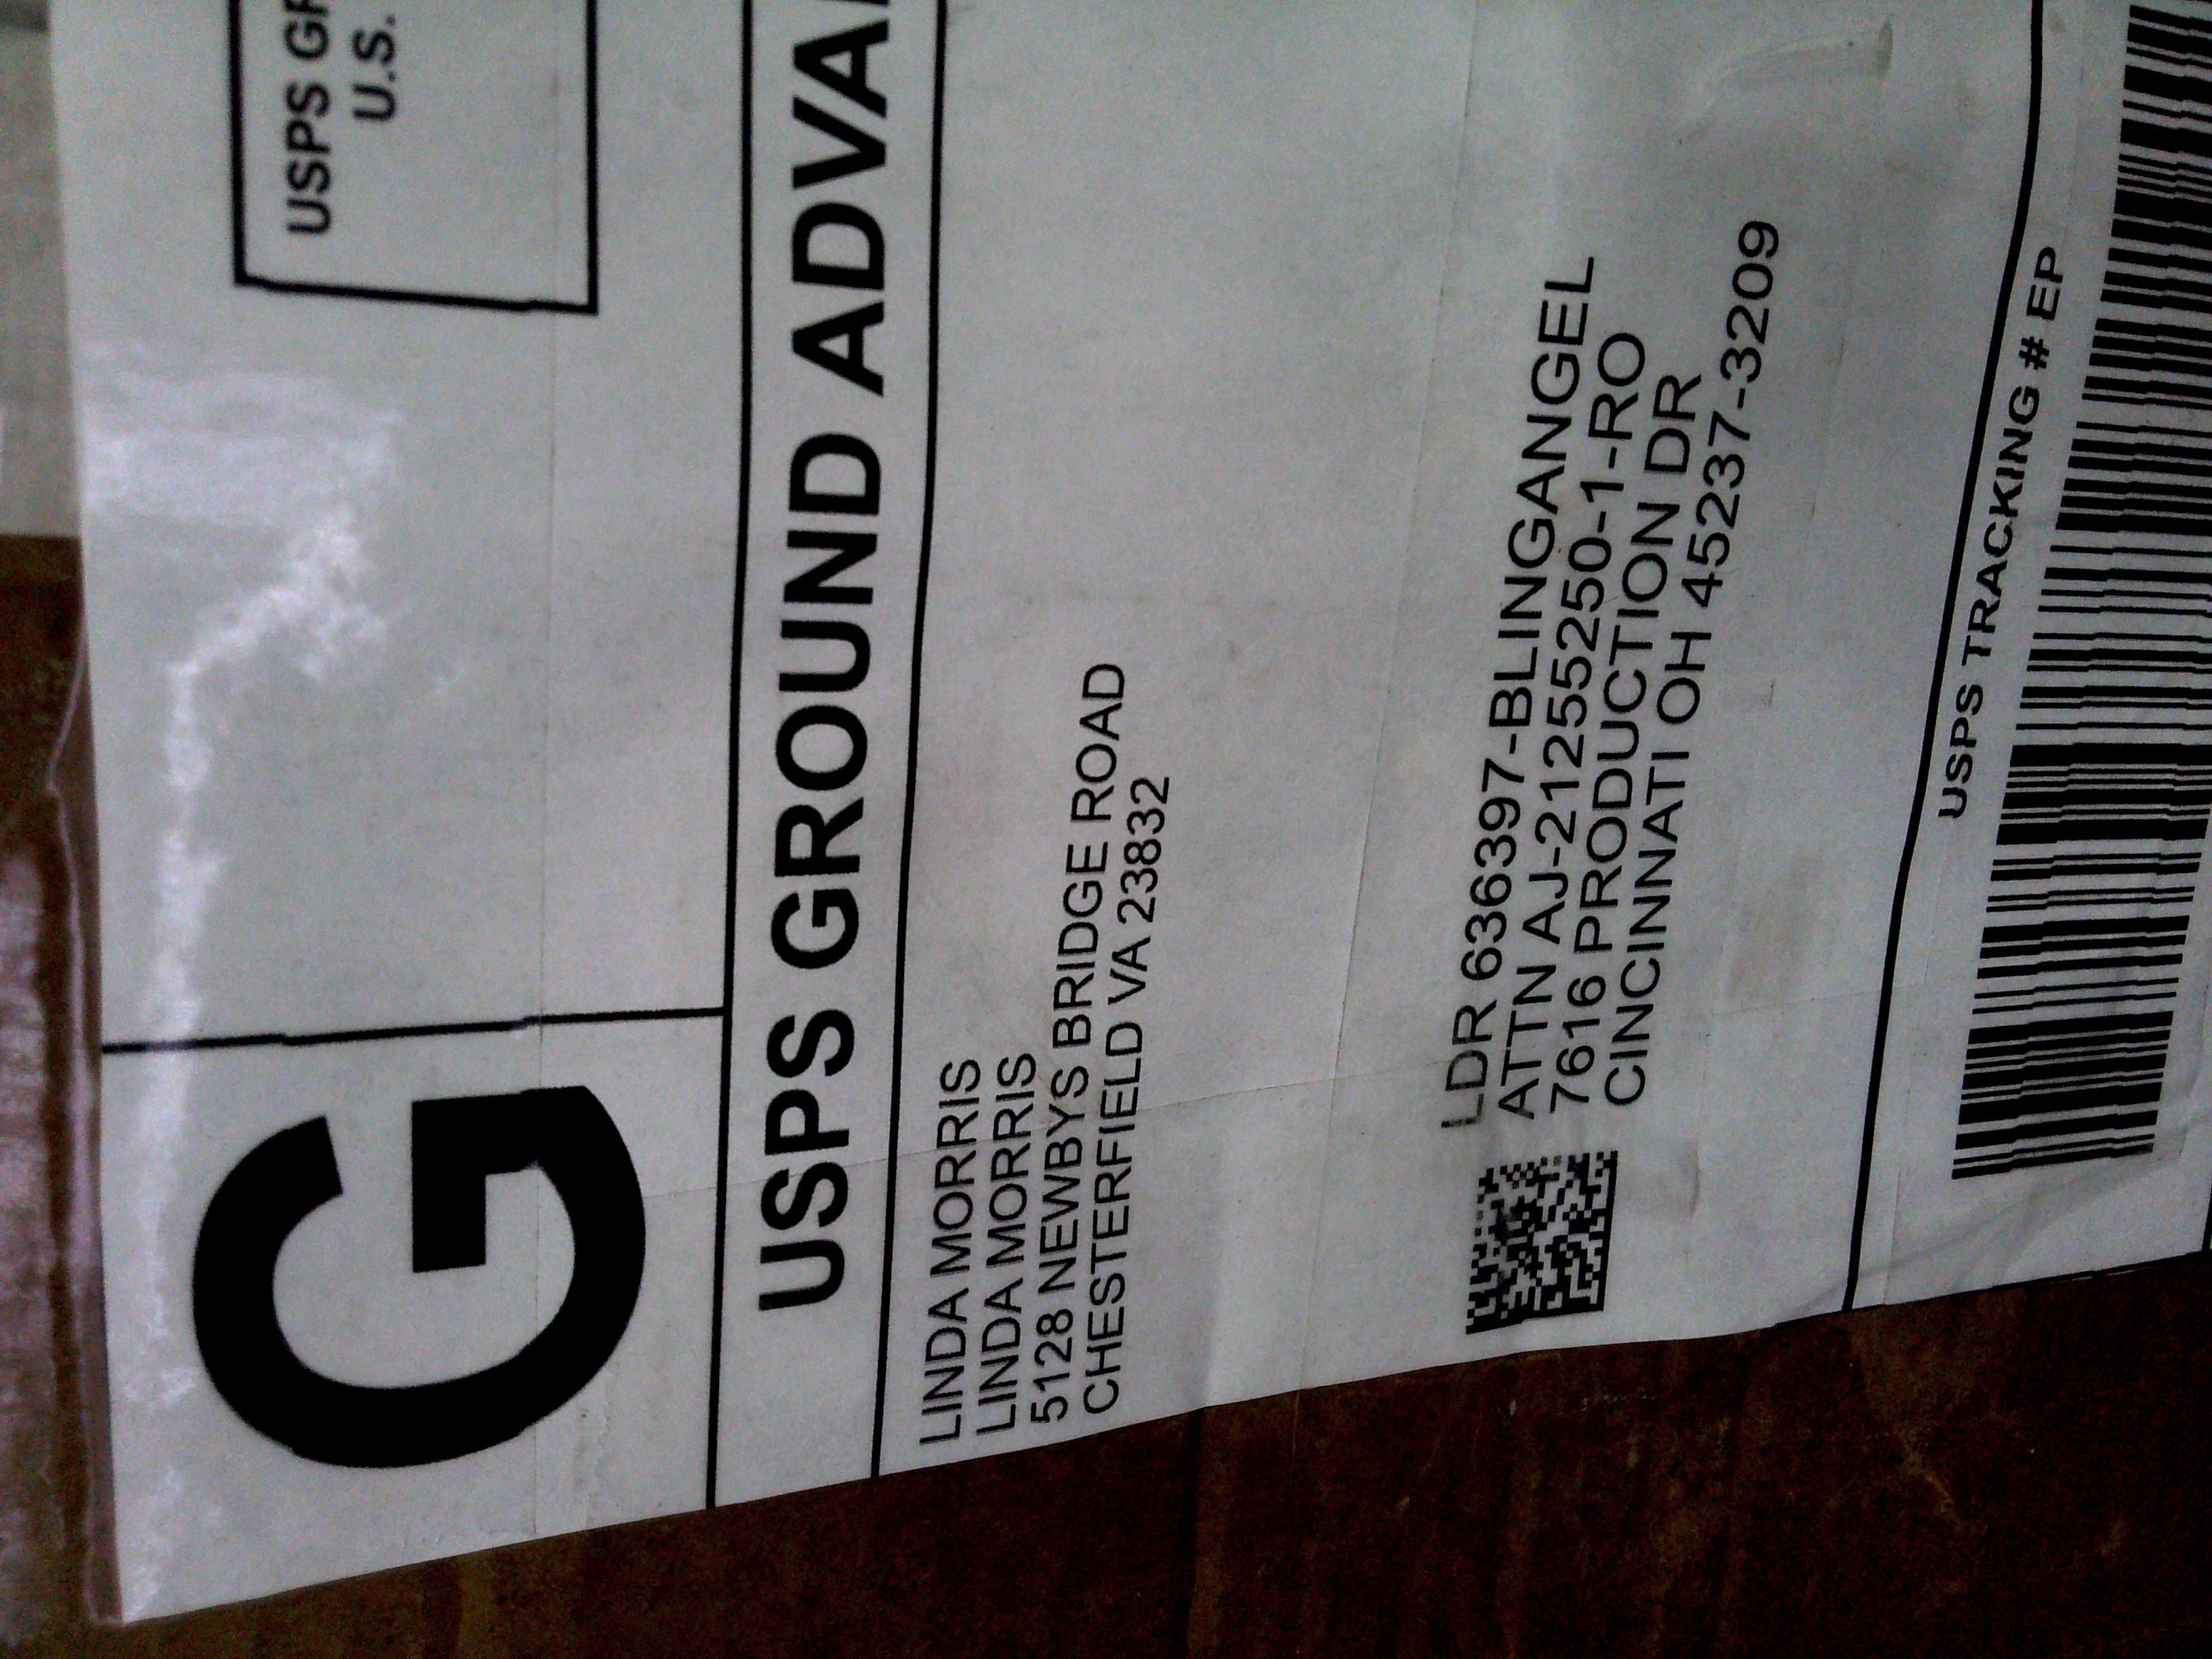 USPS GR
U.S.
G
USPS GROUND ADVA
LINDA MORRIS
LINDA MORRIS
5128 NEWBYS BRIDGE ROAD
CHESTERFIELD VA 23832
LDR 636397-BLINGANGEL
ATTN AJ-21255250-1-RO
7616 PRODUCTION DR
CINCINNATI OH 45237-3209
USPS TRACKING # EP